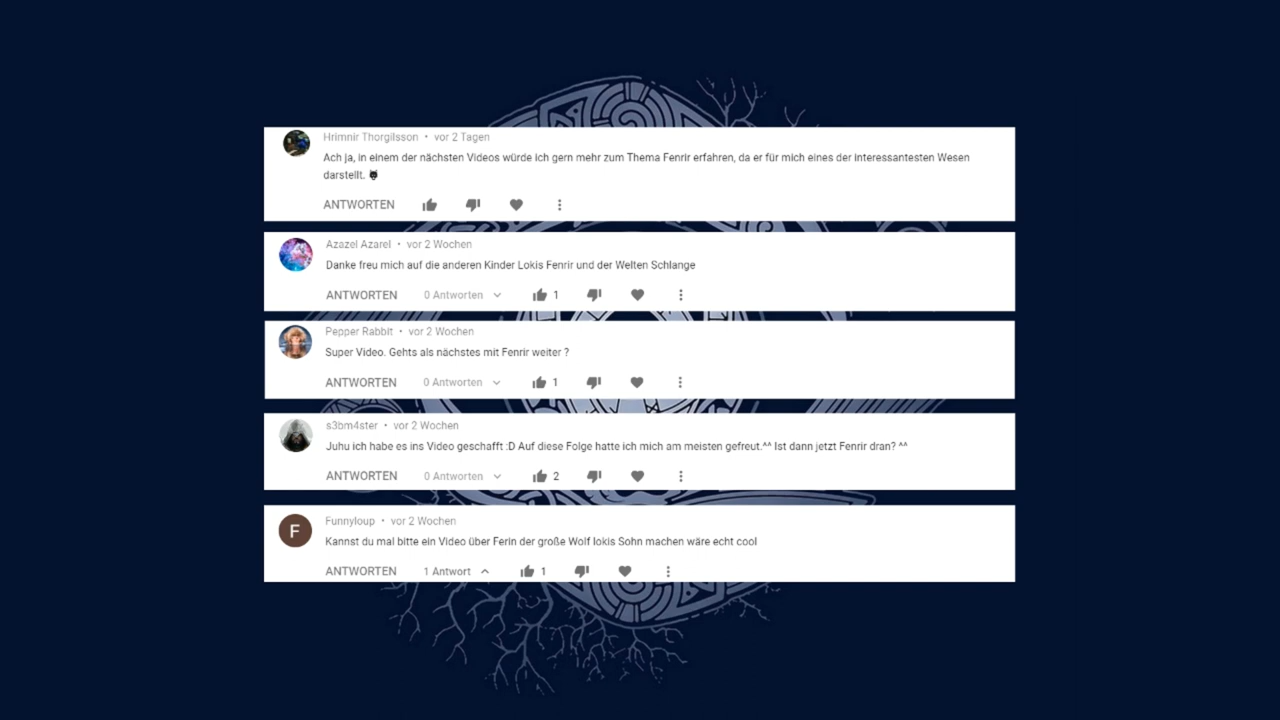 Hrimnir Thorgilsson • vor 2 Tagen
Ach ja, in einem der nächsten Videos würde ich gern mehr zum Thema Fenrir erfahren, da er für mich eines der interessantesten Wesen
darstellt.
ANTWORTEN
Azazel Azarel • vor 2 Wochen
Danke freu mich auf die anderen Kinder Lokis Fenrir und der Welten Schlange
ANTWORTEN 0 Antworten 1
Pepper Rabbit • vor 2 Wochen
Super Video. Gehts als nächstes mit Fenrir weiter ?
ANTWORTEN 0 Antworten 1
s3bm4ster • vor 2 Wochen
Juhu ich habe es ins Video geschafft :D Auf diese Folge hatte ich mich am meisten gefreut.^^ Ist dann jetzt Fenrir dran? ^^
ANTWORTEN 0 Antworten 2
F
Funnyloup • vor 2 Wochen
Kannst du mal bitte ein Video über Ferin der große Wolf lokis Sohn machen wäre echt cool
ANTWORTEN 1 Antwort 1